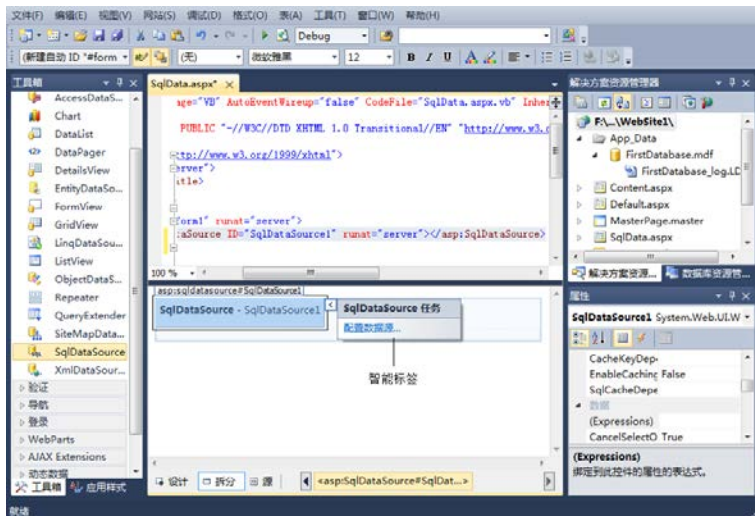 文件(F) 编辑(E) 视图(V) 网站(S) 调试(D) 格式(O) 表(A) 工具(T) 窗口(W) 帮助(H)
Debug
(新建自动 ID "#form (无) 微软雅黑 12 B I U A
工具箱
AccessDataS...
Chart
DataList
DataPager
DetailsView
EntityDataSo...
FormView
GridView
LinqDataSou...
ListView
ObjectDataS...
Repeater
QueryExtender
SiteMapData...
SqlDataSource
XmlDataSour...
验证
导航
登录
WebParts
AJAX Extensions
动态数据
工具箱 应用样式
SqlData.aspx*
age="VB" AutoEventWireup="false" CodeFile="SqlData.aspx.vb" Inher
PUBLIC "-//W3C//DTD XHTML 1.0 Transitional//EN" "http://www.w3.o
ttp://www.w3.org/1999/xhtml">
erver">
itle>
form1" runat="server">
aSource ID="SqlDataSource1" runat="server"></asp:SqlDataSource>
100 %
asp:sqldatasource#SqlDataSource1
SqlDataSource - SqlDataSource1
SqlDataSource 任务
配置数据源...
智能标签
设计 拆分 源 <asp:SqlDataSource#SqlDat...>
解决方案资源管理器
F:\...\WebSite1\
App_Data
FirstDatabase.mdf
FirstDatabase_log.LD
Content.aspx
Default.aspx
MasterPage.master
SqlData.aspx
解决方案资源... 数据库资源管...
属性
SqlDataSource1 System.Web.UI.W
CacheKeyDep
EnableCaching False
SqlCacheDepe
数据
(Expressions)
CancelSelectO True
(Expressions)
绑定到此控件的属性的表达式。
就绪